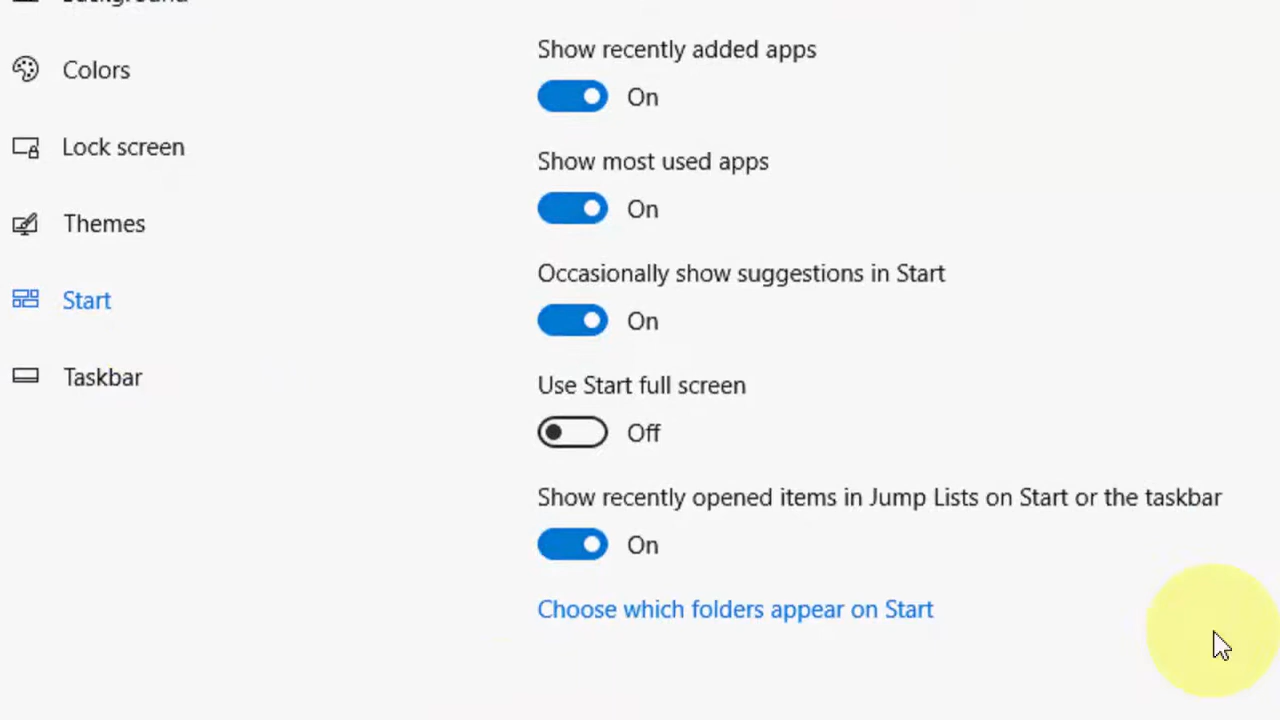 Background
Colors
Lock screen
Themes
Start
Taskbar
Show recently added apps
On
Show most used apps
On
Occasionally show suggestions in Start
On
Use Start full screen
Off
Show recently opened items in Jump Lists on Start or the taskbar
On
Choose which folders appear on Start